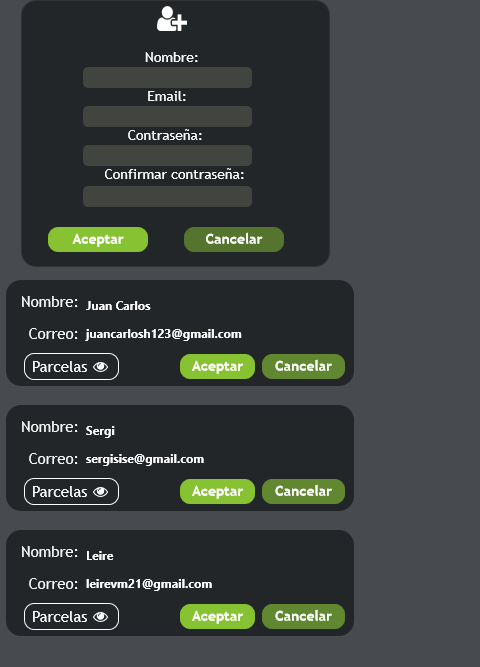 Nombre:
Email:
Contraseña:
Confirmar contraseña:
Aceptar Cancelar
Nombre: Juan Carlos
Correo: juancarlosh123@gmail.com
Parcelas Aceptar Cancelar
Nombre: Sergi
Correo: sergisise@gmail.com
Parcelas Aceptar Cancelar
Nombre: Leire
Correo: leirevm21@gmail.com
Parcelas Aceptar Cancelar